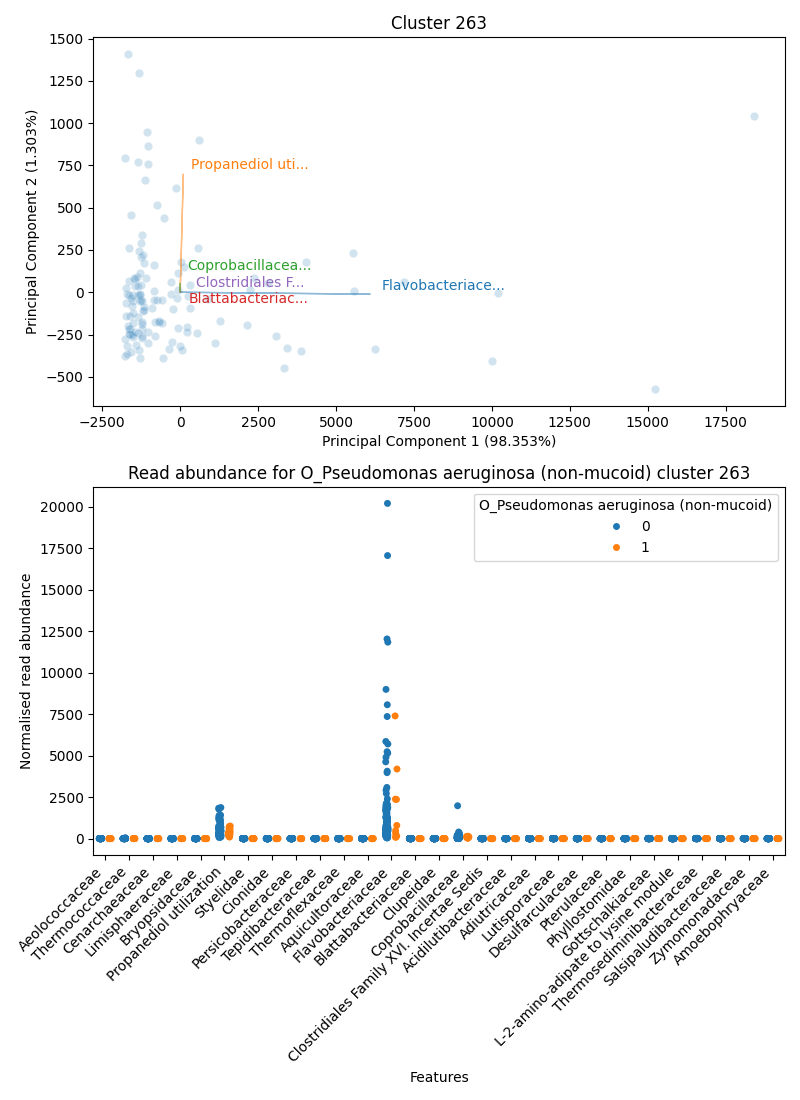 Cluster 263
Principal Component 2 (1.303%)
1500
1250
1000
750
500
250
0
−250
−500
Propanediol uti...
Coprobacillacea...
Clostridiales F...
Blattabacteriac...
Flavobacteriace...
−2500
0
2500
5000
7500
10000
12500
15000
17500
Principal Component 1 (98.353%)
Read abundance for O_Pseudomonas aeruginosa (non-mucoid) cluster 263
Normalised read abundance
20000
17500
15000
12500
10000
7500
5000
2500
0
O_Pseudomonas aeruginosa (non-mucoid)
0
1
Aeolococcaceae
Thermococcaceae
Cenarchaeaceae
Limisphaeraceae
Bryopsidaceae
Propanediol utilization
Styelidae
Cionidae
Persicobacteraceae
Tepidibacteraceae
Thermoflexaceae
Aquicultoraceae
Flavobacteriaceae
Blattabacteriaceae
Clupeidae
Coprobacillaceae
Clostridiales Family XVI. Incertae Sedis
Acidilutibacteraceae
Adiutricaceae
Lutisporaceae
Desulfarculaceae
Pterulaceae
Phyllostomidae
Gottschalkiaceae
L-2-amino-adipate to lysine module
Thermosediminibacteraceae
Salsipaludibacteraceae
Zymomonadaceae
Amoebophryaceae
Features